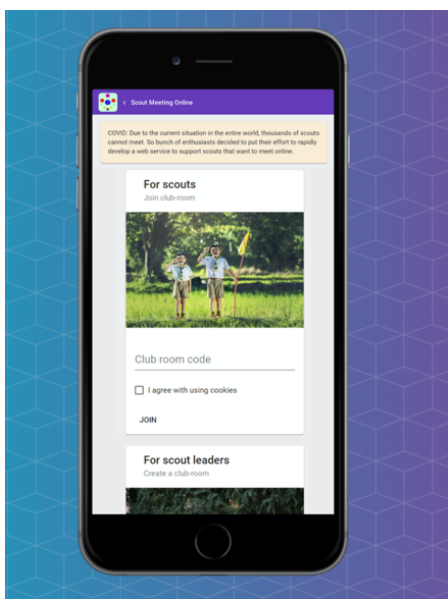 < Scout Meeting Online
COVID: Due to the current situation in the entire world, thousands of scouts
cannot meet. So bunch of enthusiasts decided to put their effort to rapidly
develop a web service to support scouts that want to meet online.
For scouts
Join club-room
Club room code
I agree with using cookies
JOIN
For scout leaders
Create a club-room